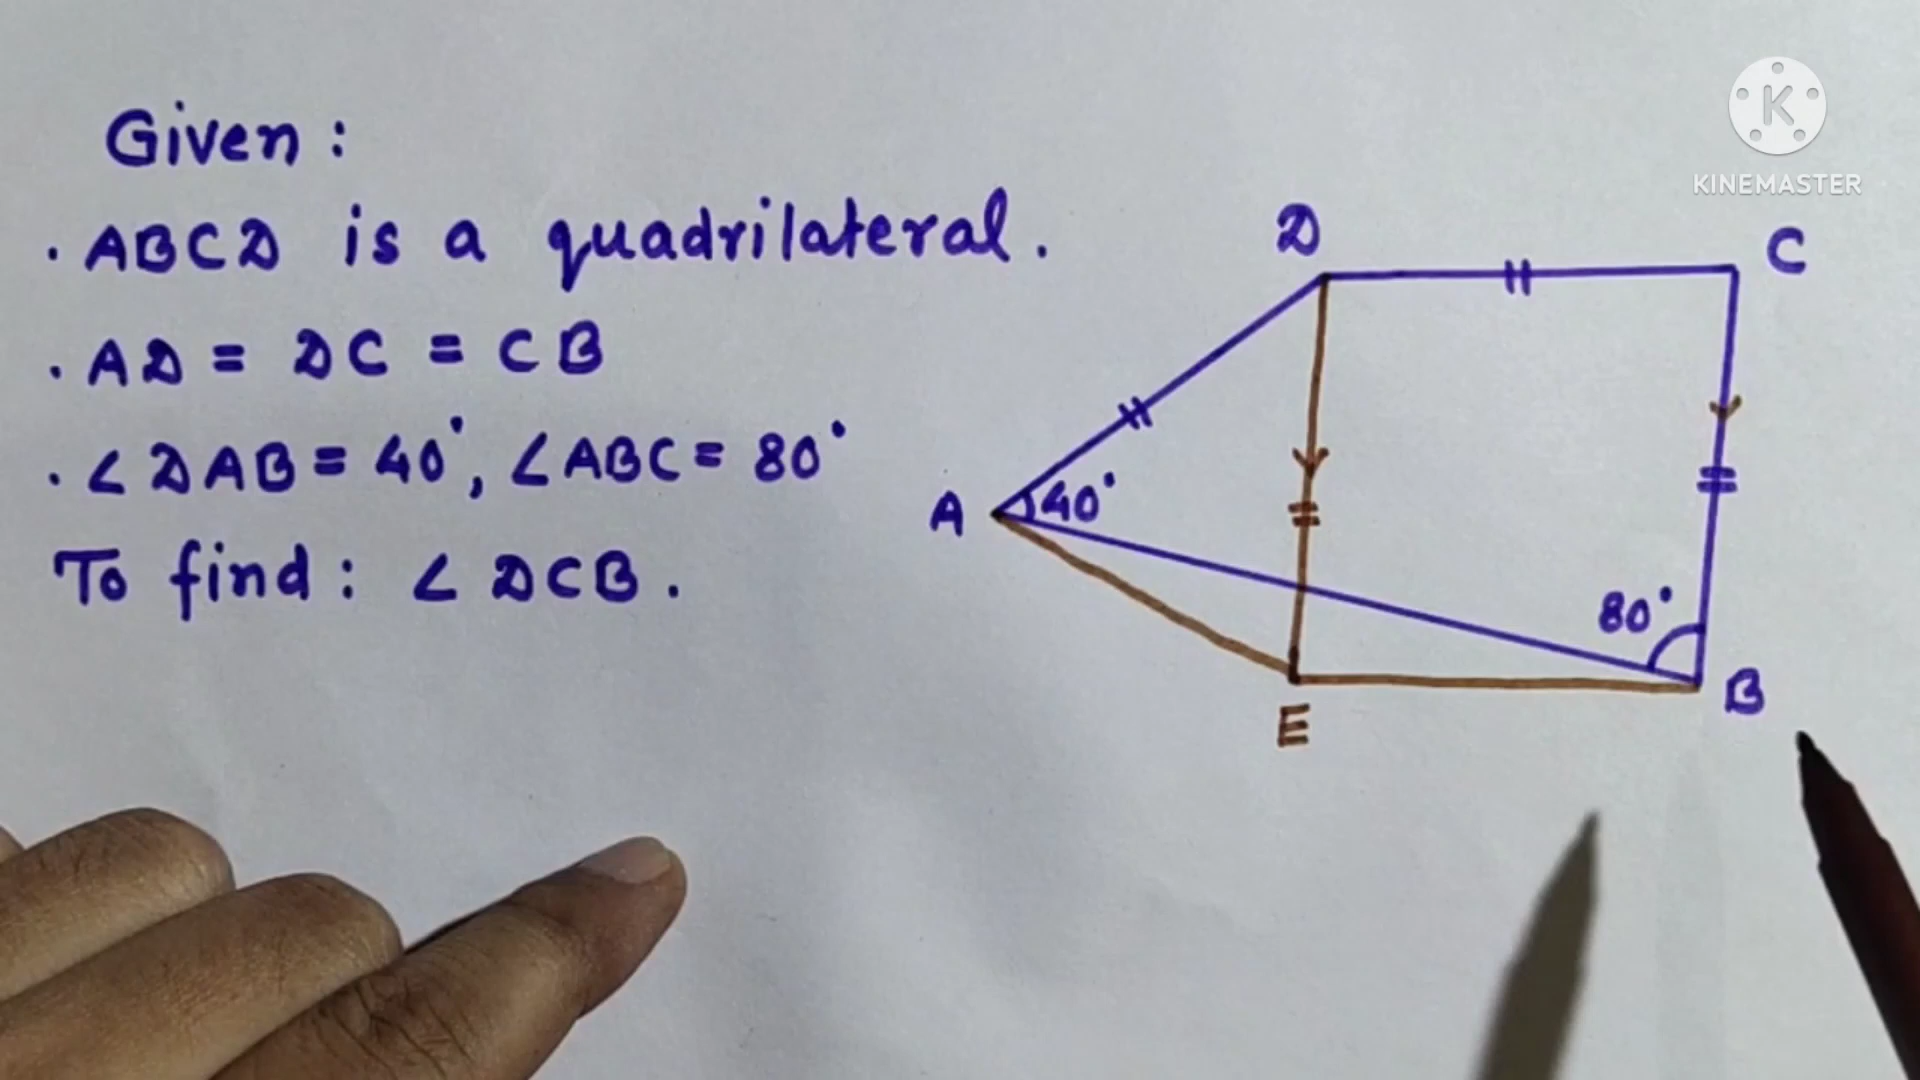 Given :
. ABCD is a quadrilateral.
. AD = DC = CB
. ∠DAB = 40°, ∠ABC = 80°
To find : ∠DCB.
KINEMASTER
K
D
C
A
40°
80°
B
E